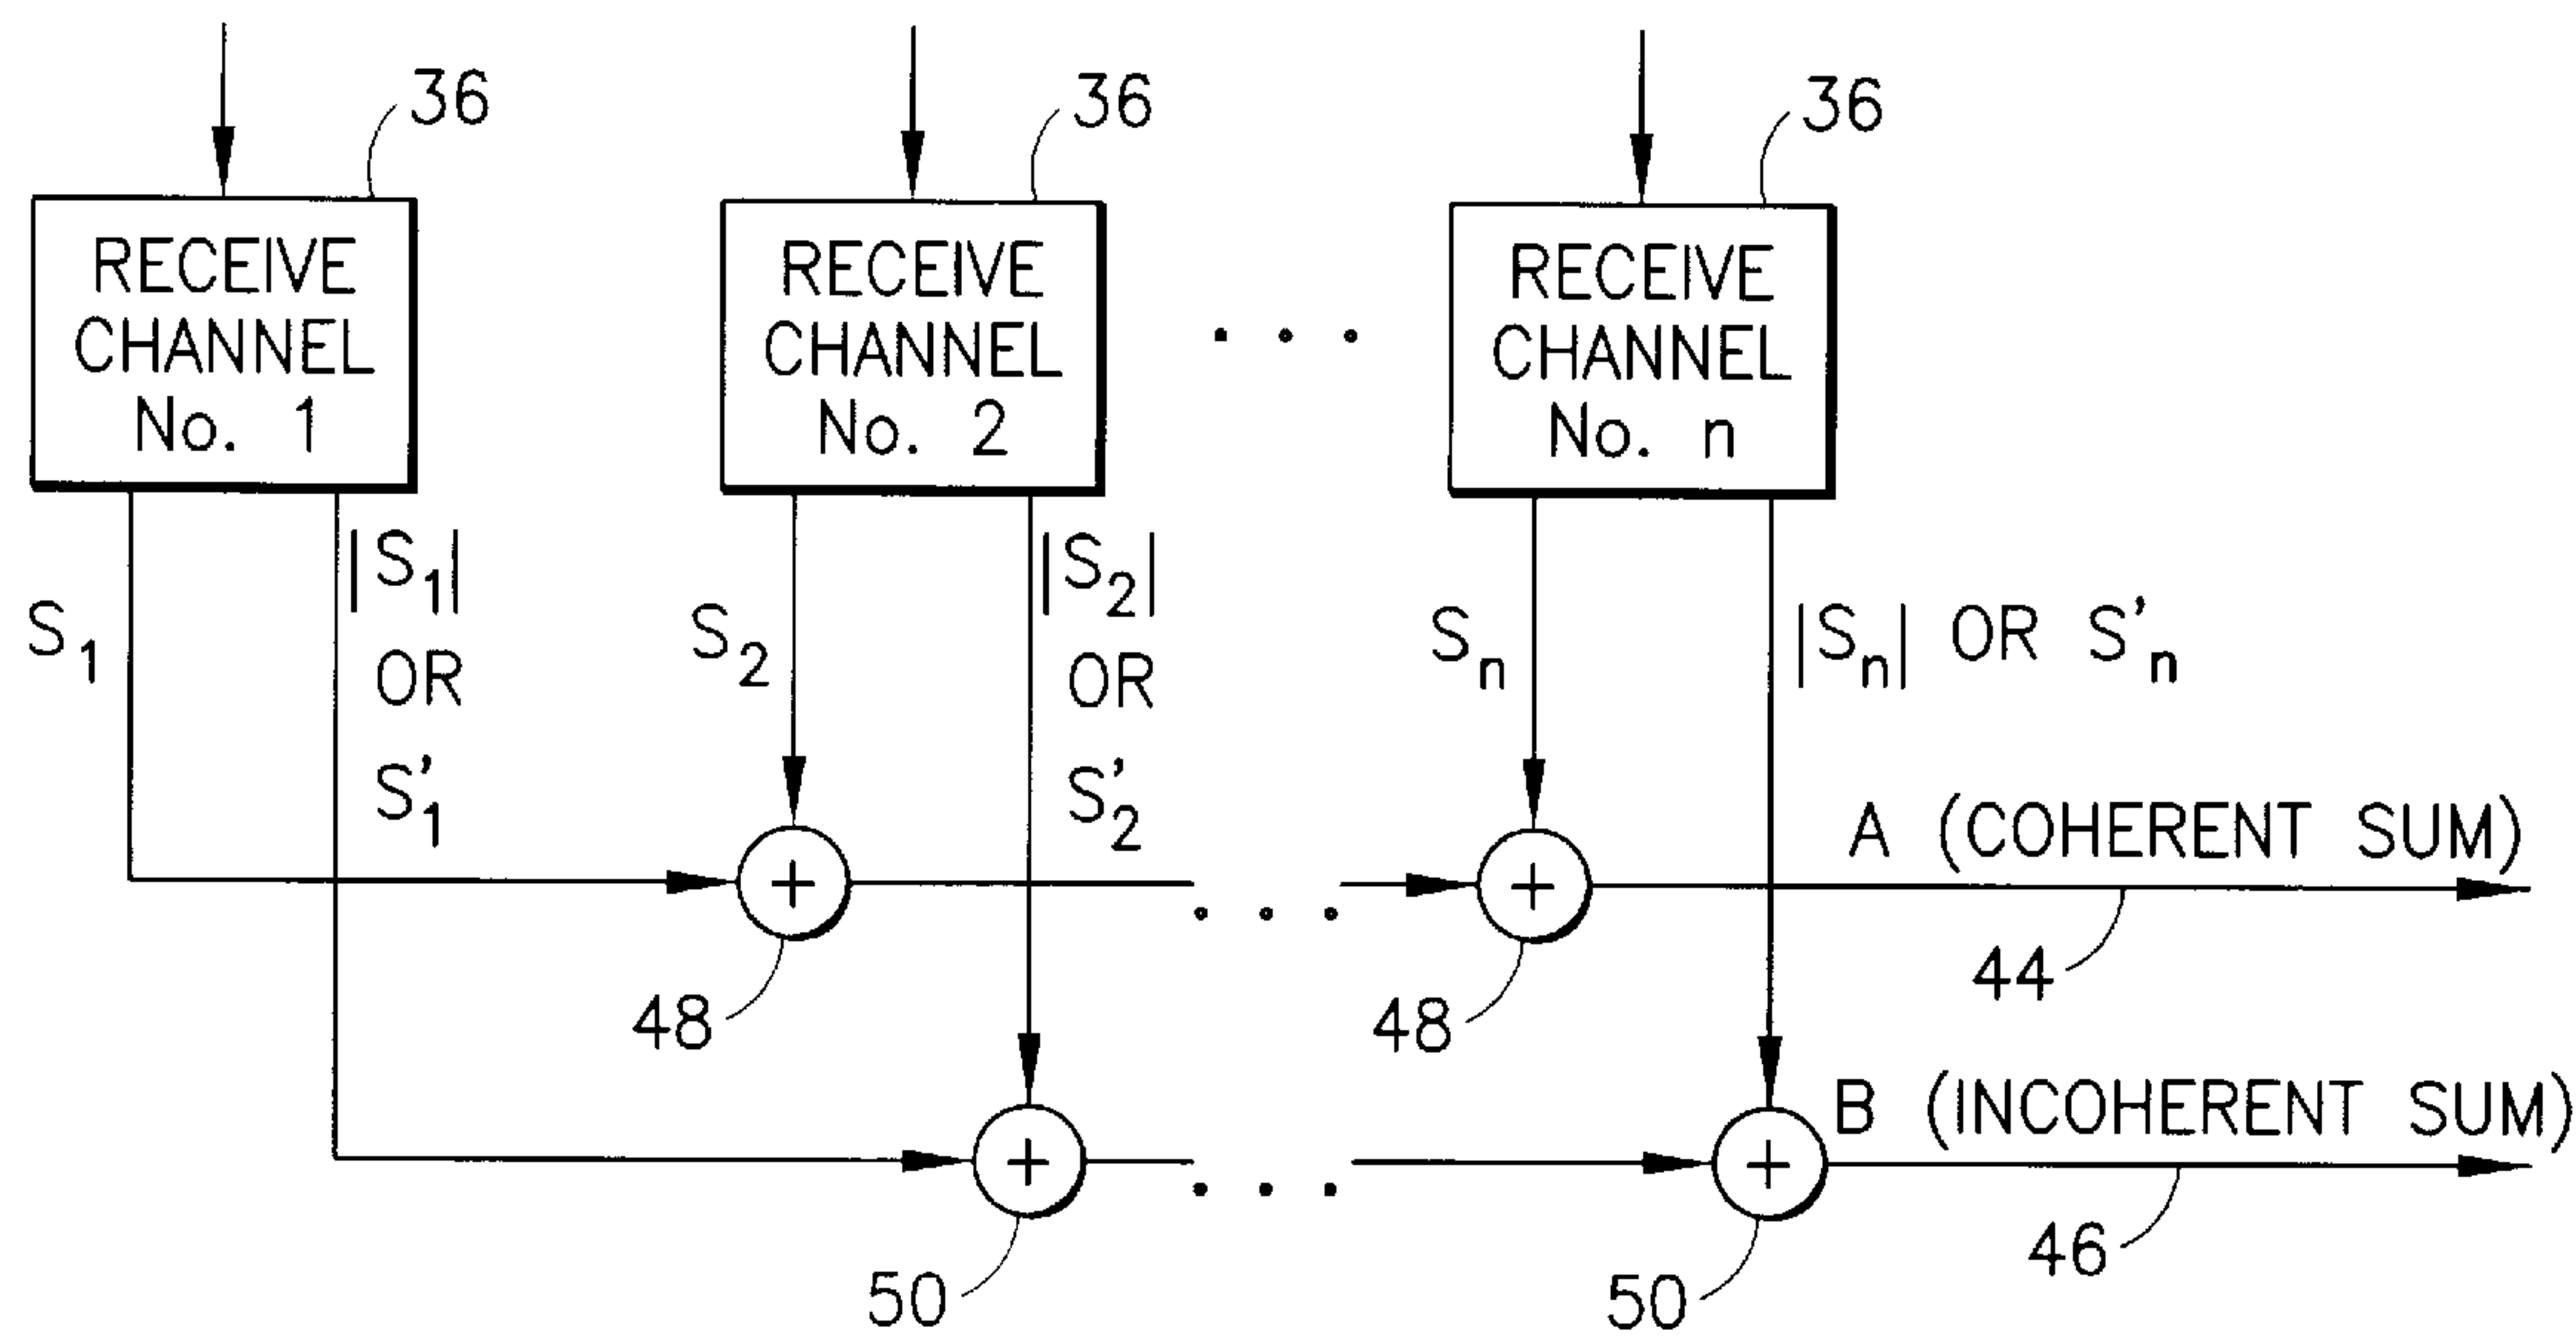 36
36
36
RECEIVE
CHANNEL
No. 1
RECEIVE
CHANNEL
No. 2
. . .
RECEIVE
CHANNEL
No. n
S1
|S1|
OR
S'1
S2
|S2|
OR
S'2
Sn
|Sn| OR S'n
+
. . .
+
A (COHERENT SUM)
48
48
44
+
. . .
+
B (INCOHERENT SUM)
50
50
46